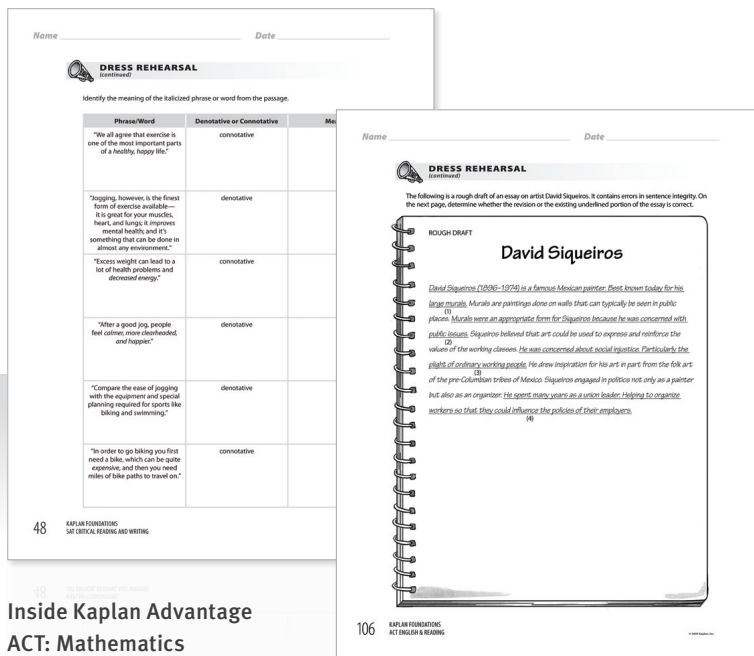 Name Date
DRESS REHEARSAL
(continued)
Identify the meaning of the italicized phrase or word from the passage.
Phrase/Word Denotative or Connotative Me
"We all agree that exercise is
one of the most important parts
of a healthy, happy life."
connotative
"Jogging, however, is the finest
form of exercise available—
it is great for your muscles,
heart, and lungs; it improves
mental health; and it's
something that can be done in
almost any environment."
denotative
"Excess weight can lead to a
lot of health problems and
decreased energy."
connotative
"After a good jog, people
feel calmer, more clearheaded,
and happier."
denotative
"Compare the ease of jogging
with the equipment and special
planning required for sports like
biking and swimming."
denotative
"In order to go biking you first
need a bike, which can be quite
expensive, and then you need
miles of bike paths to travel on."
connotative
48 KAPLAN FOUNDATIONS
SAT CRITICAL READING AND WRITING
Name Date
DRESS REHEARSAL
(continued)
The following is a rough draft of an essay on artist David Siqueiros. It contains errors in sentence integrity. On
the next page, determine whether the revision or the existing underlined portion of the essay is correct.
ROUGH DRAFT
David Siqueiros
David Siqueiros (1896–1974) is a famous Mexican painter. Best known today for his
large murals. Murals are paintings done on walls that can typically be seen in public
(1)
places. Murals were an appropriate form for Siqueiros because he was concerned with
public issues. Siqueiros believed that art could be used to express and reinforce the
(2)
values of the working classes. He was concerned about social injustice. Particularly the
plight of ordinary working people. He drew inspiration for his art in part from the folk art
(3)
of the pre-Columbian tribes of Mexico. Siqueiros engaged in politics not only as a painter
but also as an organizer. He spent many years as a union leader. Helping to organize
workers so that they could influence the policies of their employers.
(4)
106 KAPLAN FOUNDATIONS
ACT ENGLISH & READING
Inside Kaplan Advantage
ACT: Mathematics